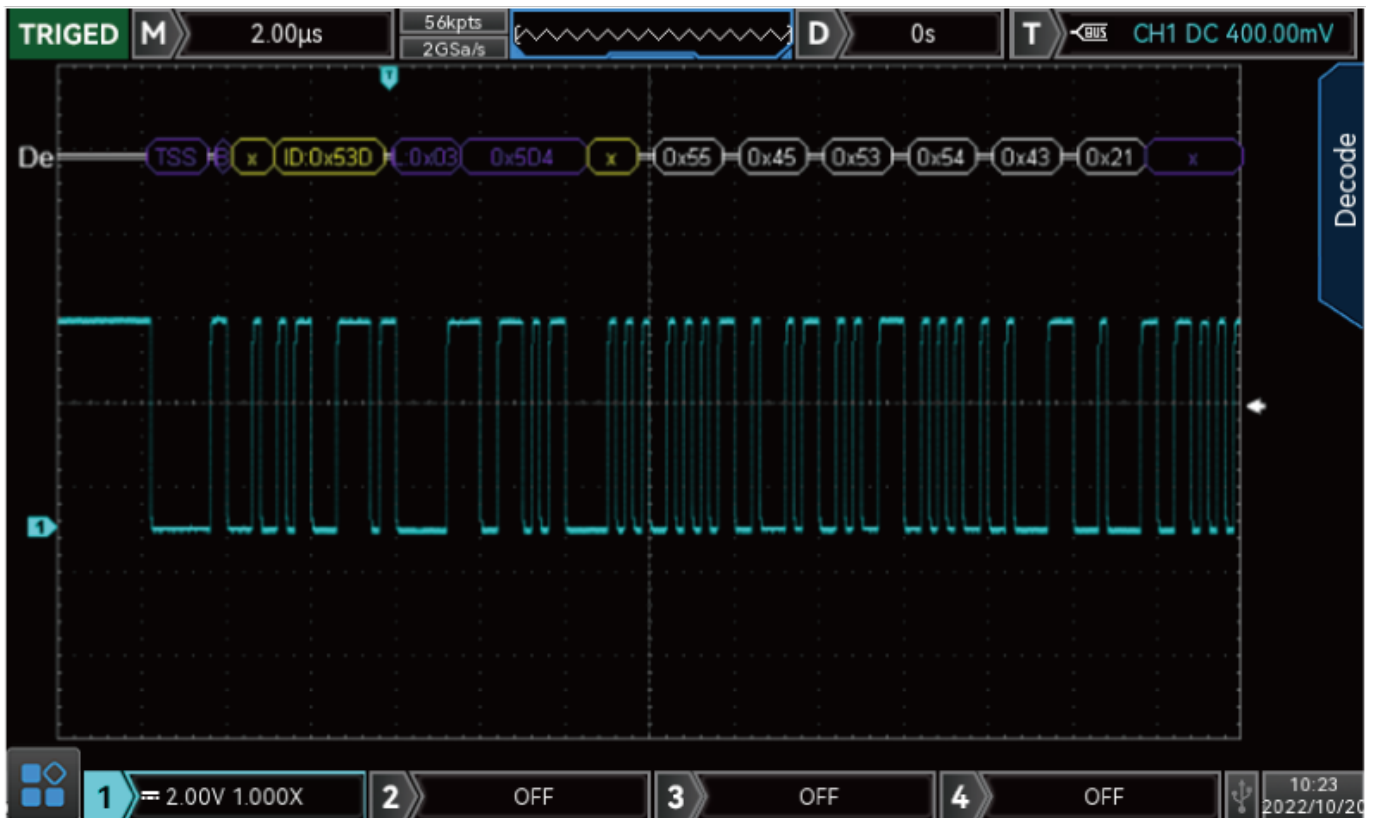 TRIGED M 2.00µs 56kpts D 0s T BUS CH1 DC 400.00mV
2GSa/s
T
Decode
De TSS B x ID:0x53D L:0x03 0x5D4 x 0x55 0x45 0x53 0x54 0x43 0x21 x
1
1 2.00V 1.000X 2 OFF 3 OFF 4 OFF 10:23
2022/10/20